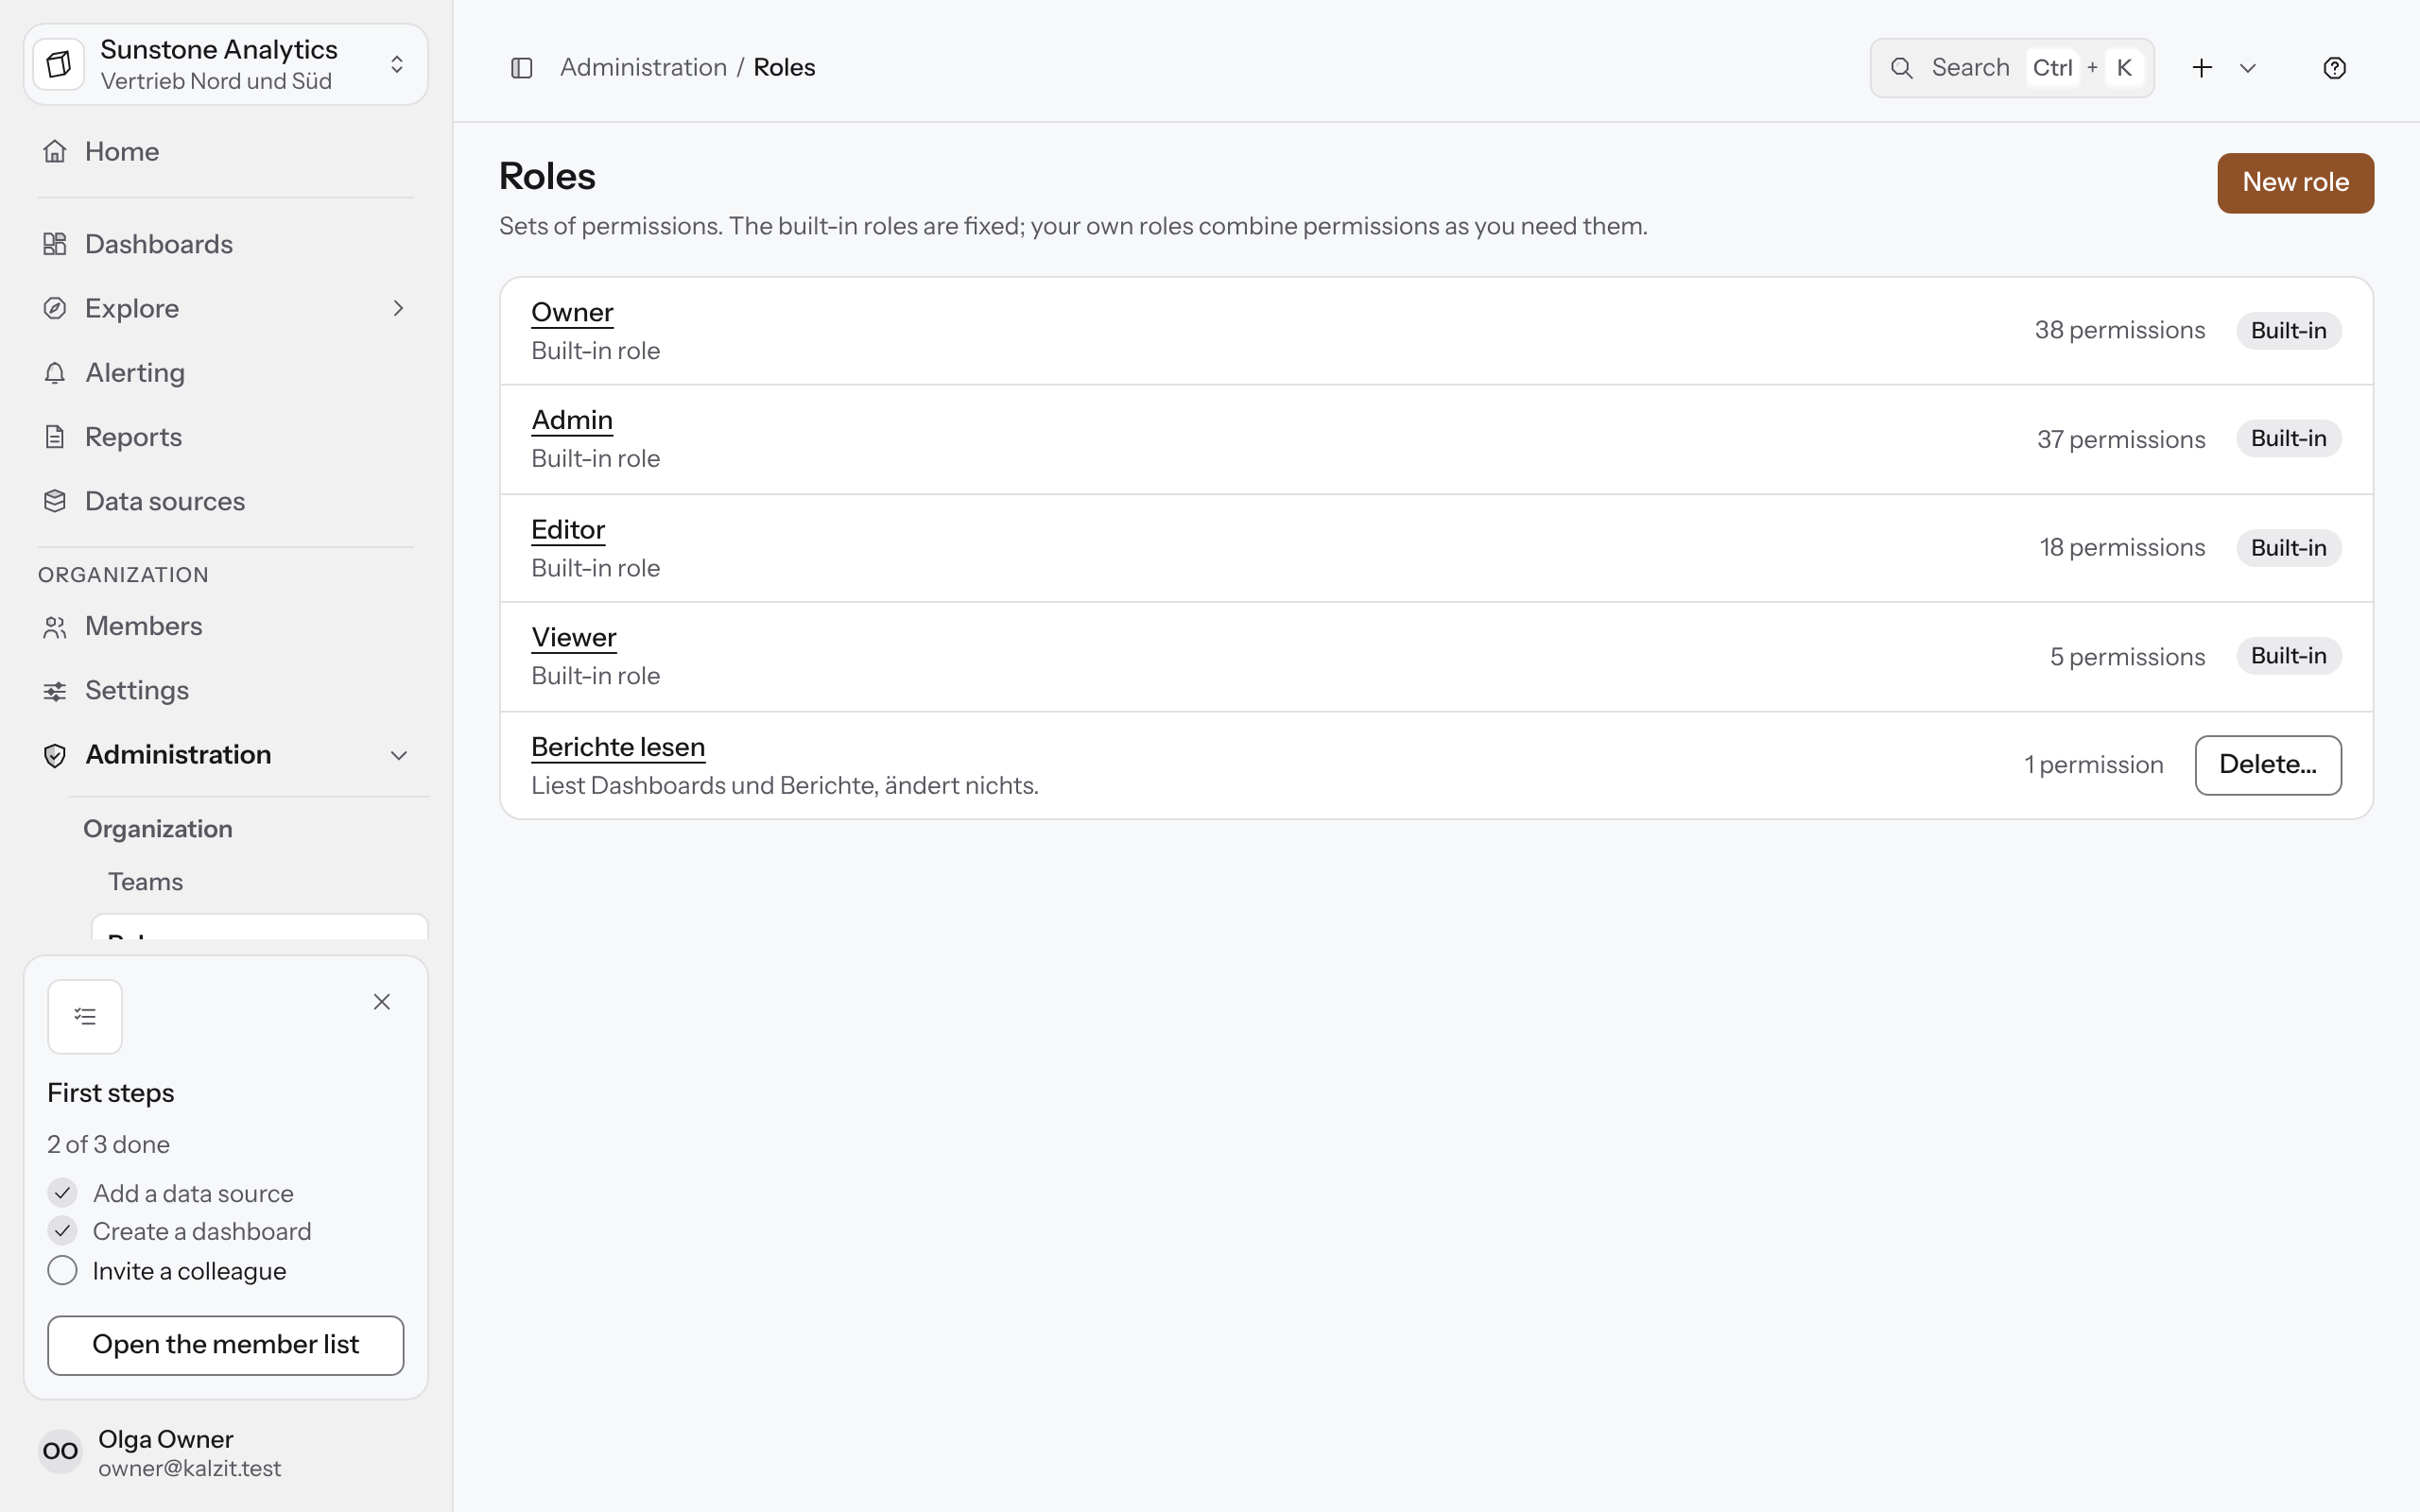 Sunstone Analytics
Vertrieb Nord und Süd
Home
Dashboards
Explore
Alerting
Reports
Data sources
ORGANIZATION
Members
Settings
Administration
Organization
Teams
First steps
2 of 3 done
Add a data source
Create a dashboard
Invite a colleague
Open the member list
OO
Olga Owner
owner@kalzit.test
Administration / Roles
Search Ctrl + K
Roles
New role
Sets of permissions. The built-in roles are fixed; your own roles combine permissions as you need them.
Owner
Built-in role
38 permissions
Built-in
Admin
Built-in role
37 permissions
Built-in
Editor
Built-in role
18 permissions
Built-in
Viewer
Built-in role
5 permissions
Built-in
Berichte lesen
Liest Dashboards und Berichte, ändert nichts.
1 permission
Delete...